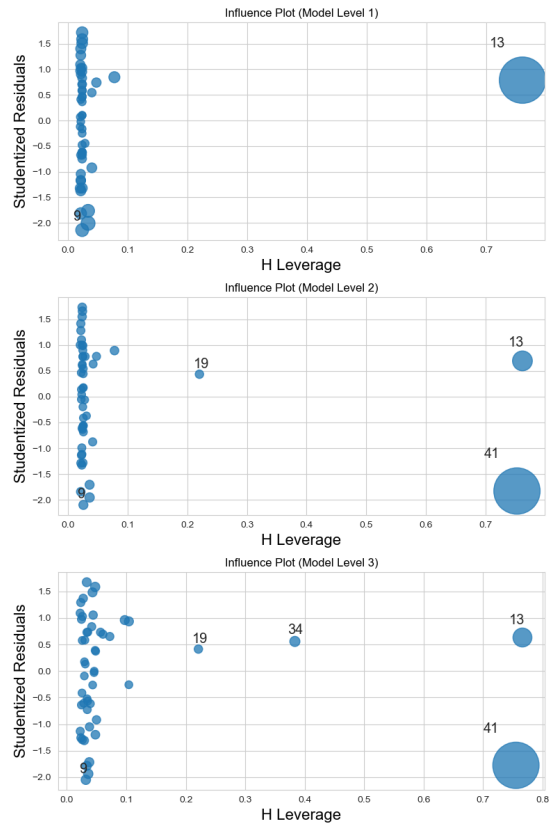 Influence Plot (Model Level 1)
13
1.5
1.0
0.5
0.0
−0.5
−1.0
−1.5
−2.0
9
Studentized Residuals
0.0 0.1 0.2 0.3 0.4 0.5 0.6 0.7
H Leverage
Influence Plot (Model Level 2)
1.5
1.0
0.5
0.0
−0.5
−1.0
−1.5
−2.0
13
19
41
9
Studentized Residuals
0.0 0.1 0.2 0.3 0.4 0.5 0.6 0.7
H Leverage
Influence Plot (Model Level 3)
1.5
1.0
0.5
0.0
−0.5
−1.0
−1.5
−2.0
13
34
19
41
9
Studentized Residuals
0.0 0.1 0.2 0.3 0.4 0.5 0.6 0.7 0.8
H Leverage